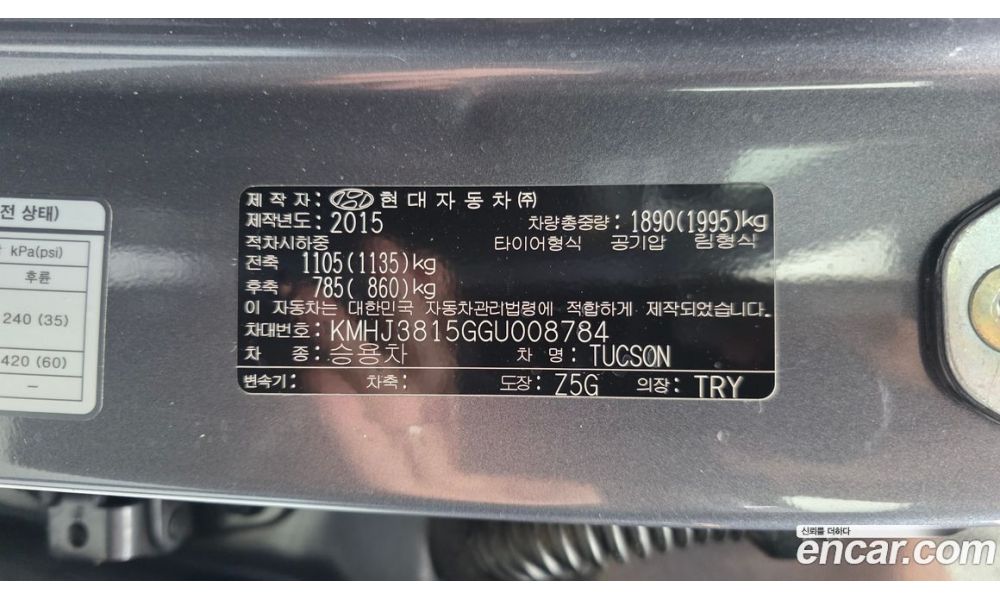 전 상태)
kPa(psi)
후륜
240 (35)
420 (60)
–
제 작 자 : 현 대 자 동 차 ㈜
제작년도: 2015 차량총중량: 1890(1995)kg
적차시하중 타이어형식 공기압 림형식
전축 1105(1135)kg
후축 785( 860)kg
이 자동차는 대한민국 자동차관리법령에 적합하게 제작되었습니다.
차대번호: KMHJ3815GGU008784
차 종: 승용차 차 명: TUCSON
변속기: 차축: 도장: Z5G 의장: TRY
신뢰를 더하다
encar.com